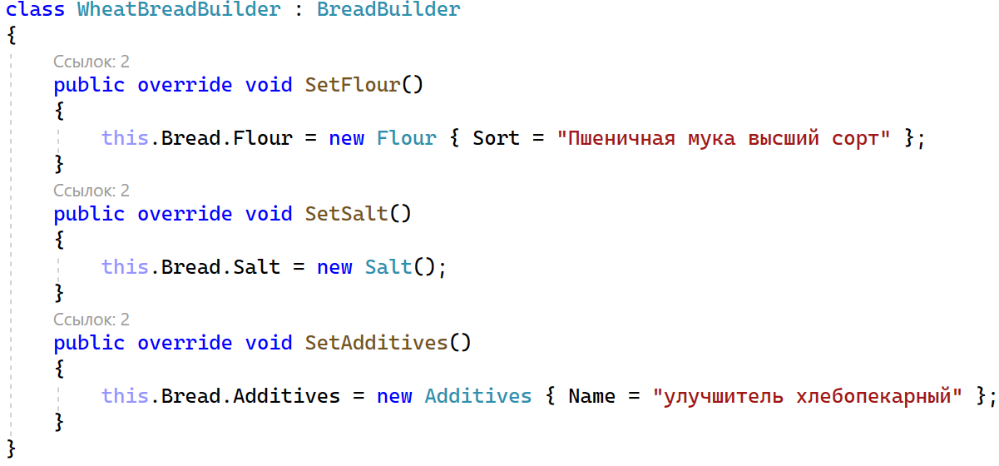 class WheatBreadBuilder : BreadBuilder
{
Ссылок: 2
public override void SetFlour()
{
this.Bread.Flour = new Flour { Sort = "Пшеничная мука высший сорт" };
}
Ссылок: 2
public override void SetSalt()
{
this.Bread.Salt = new Salt();
}
Ссылок: 2
public override void SetAdditives()
{
this.Bread.Additives = new Additives { Name = "улучшитель хлебопекарный" };
}
}